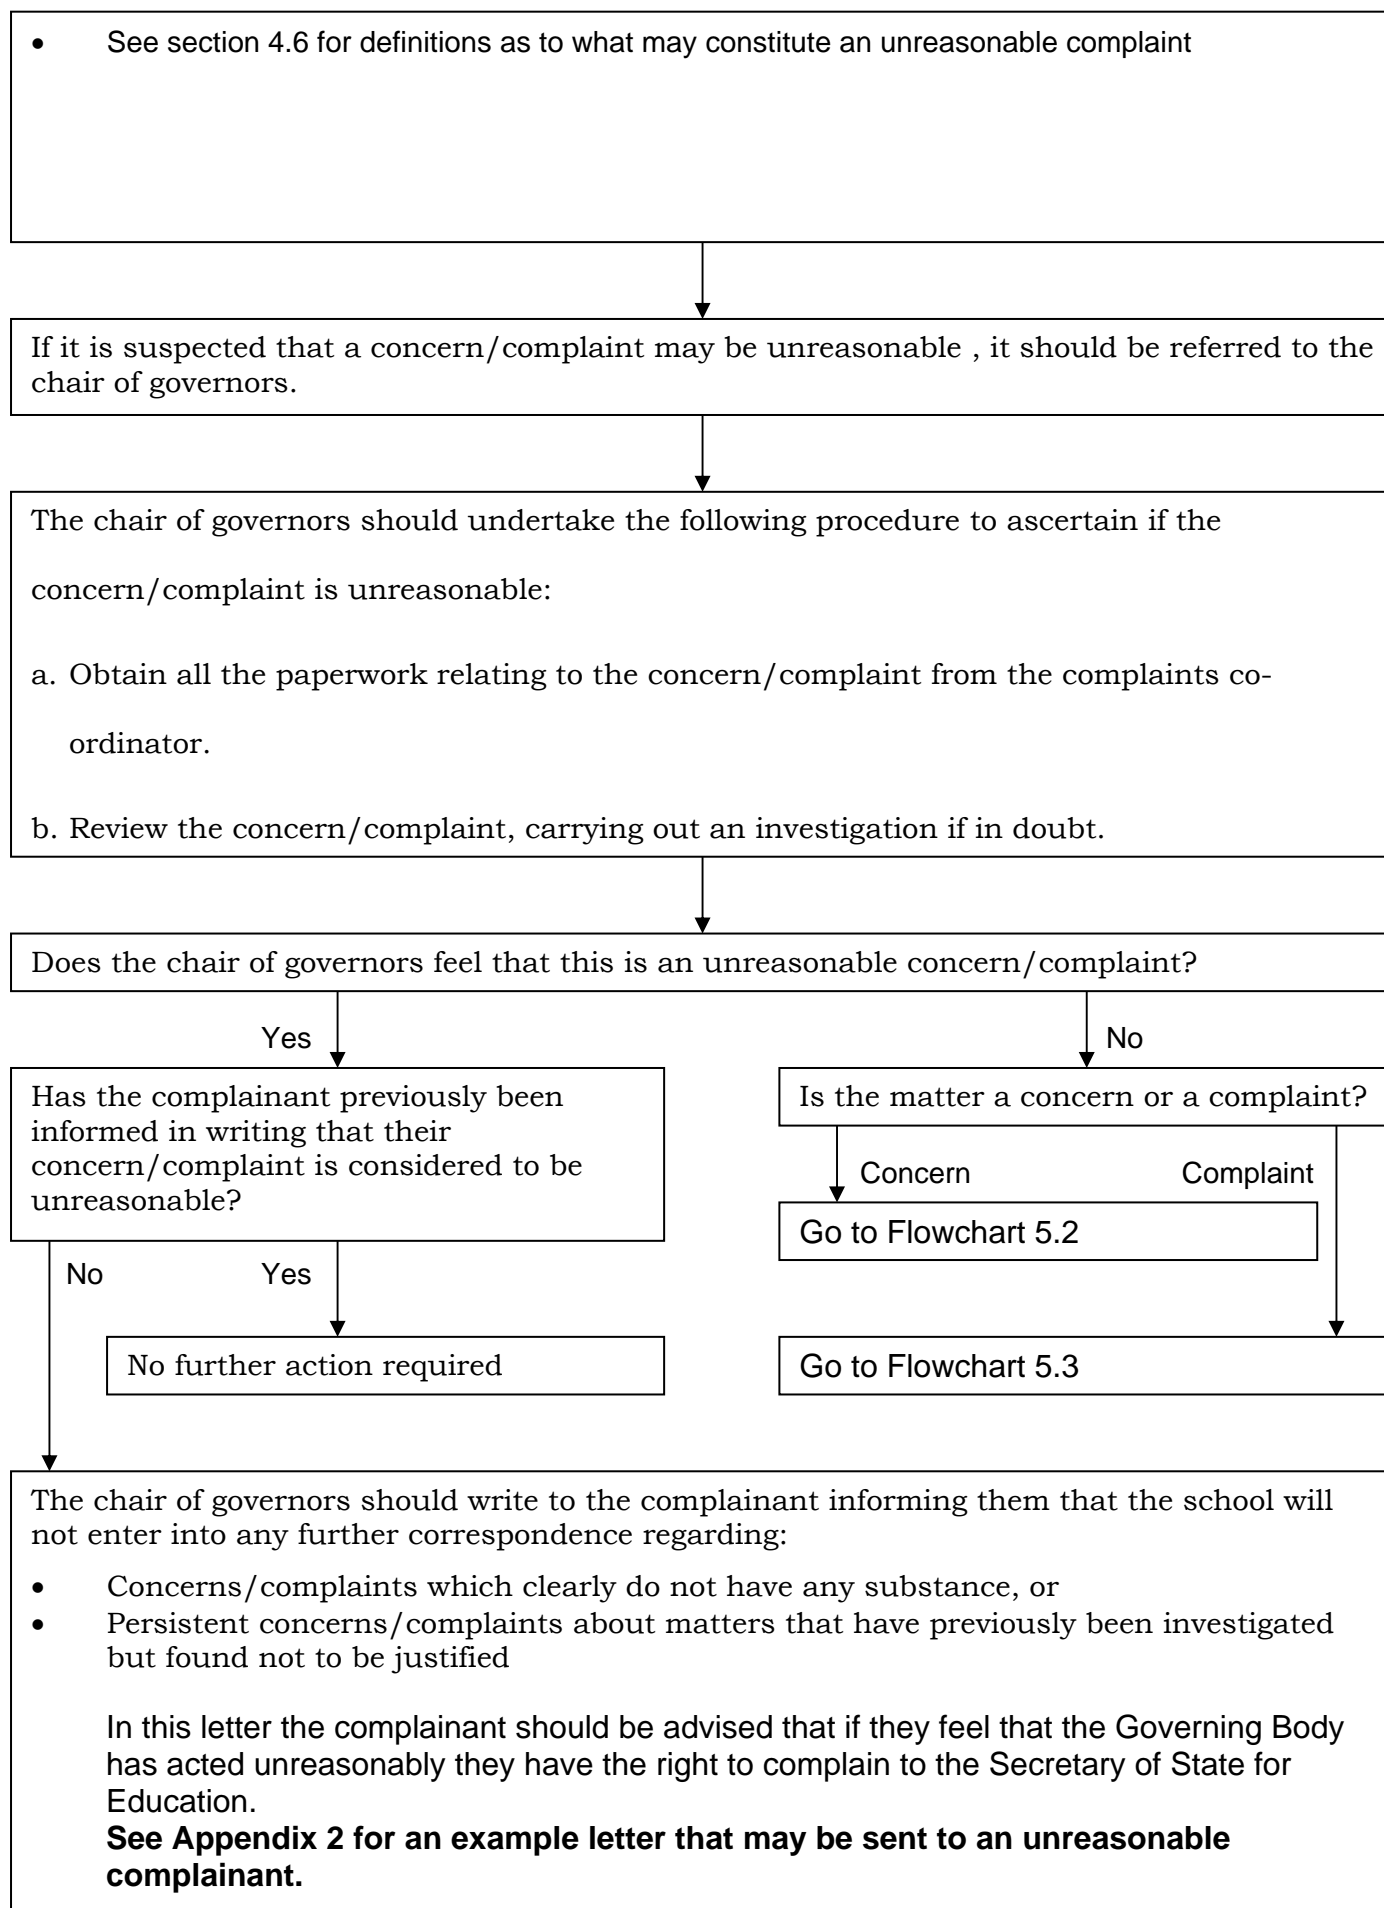 • See section 4.6 for definitions as to what may constitute an unreasonable complaint
If it is suspected that a concern/complaint may be unreasonable , it should be referred to the
chair of governors.
The chair of governors should undertake the following procedure to ascertain if the
concern/complaint is unreasonable:
a. Obtain all the paperwork relating to the concern/complaint from the complaints co-
ordinator.
b. Review the concern/complaint, carrying out an investigation if in doubt.
Does the chair of governors feel that this is an unreasonable concern/complaint?
Yes
No
Has the complainant previously been
informed in writing that their
concern/complaint is considered to be
unreasonable?
Is the matter a concern or a complaint?
Concern
Complaint
Go to Flowchart 5.2
No
Yes
No further action required
Go to Flowchart 5.3
The chair of governors should write to the complainant informing them that the school will
not enter into any further correspondence regarding:
• Concerns/complaints which clearly do not have any substance, or
• Persistent concerns/complaints about matters that have previously been investigated
but found not to be justified
In this letter the complainant should be advised that if they feel that the Governing Body
has acted unreasonably they have the right to complain to the Secretary of State for
Education.
See Appendix 2 for an example letter that may be sent to an unreasonable
complainant.